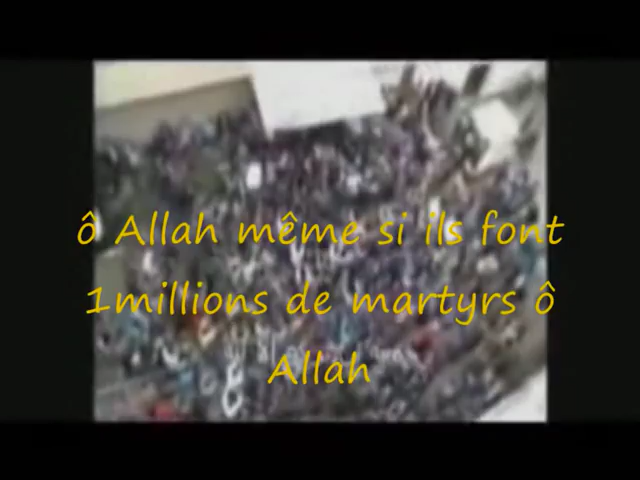 ô Allah même si ils font
1millions de martyrs ô
Allah